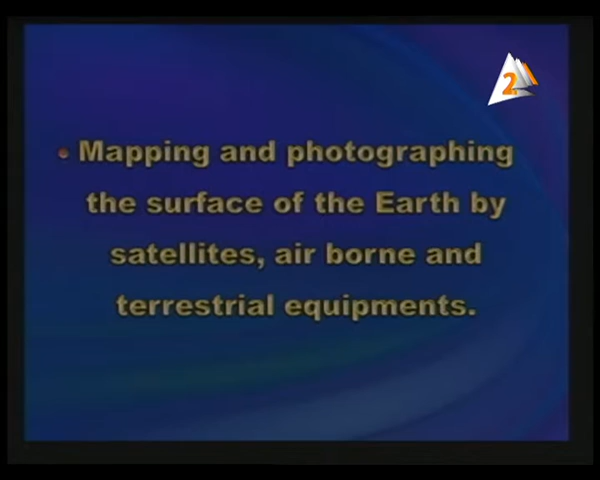 2
• Mapping and photographing
the surface of the Earth by
satellites, air borne and
terrestrial equipments.